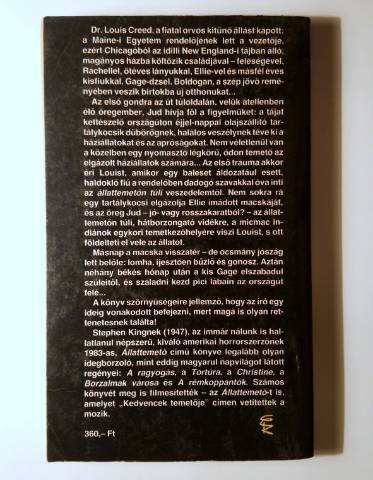 Dr. Louis Creed, a fiatal orvos kitűnő állást kapott:
a Maine-i Egyetem rendelőjének lett a vezetője,
ezért Chicagóból az idilli New England-i tájban álló,
magányos házba költözik családjával – feleségével,
Rachellel, ötéves lányukkal, Ellie-vel és másfél éves
kisfiukkal, Gage-dzsel. Boldogan, a szép jövő remé-
nyében veszik birtokba új otthonukat...
Az első gondra az út túloldalán, velük átellenben
élő öregember, Jud hívja föl a figyelmüket: a tájat
kettészelő országúton éjjel-nappal olajszállító tar-
tálykocsik dübörögnek, halálos veszélynek téve ki a
háziállatokat és az apróságokat. Nem véletlenül van
a közelben egy nyomasztó légkörű, ódon temető az
elgázolt háziállatok számára... Az első trauma akkor
éri Louist, amikor egy baleset áldozatául esett,
haldokló fiú a rendelőben dadogó szavakkal óva inti
az állattemetőn túli veszedelemtől. Nem sokra rá
egy tartálykocsi elgázolja Ellie imádott macskáját,
és az öreg Jud – jó- vagy rosszakaratból? – az állat-
temetőn túli, hátborzongató vidékre, a micmac in-
diánok egykori temetkezőhelyére viszi Louist, s ott
földelteti el vele az állatot.
Másnap a macska visszatér – de ocsmány jószág
lett belőle: lomha, ijesztően bűzlő és gonosz. Aztán
néhány békés hónap után a kis Gage elszabadul
szüleitől, és szaladni kezd pici lábain az országút
felé...
A könyv szörnyűségeire jellemző, hogy az író egy
ideig vonakodott befejezni, mert maga is olyan ret-
tenetesnek találta!
Stephen Kingnek (1947), az immár nálunk is hal-
latlanul népszerű, kiváló amerikai horrorszerzőnek
1983-as, Állattemető című könyve legalább olyan
idegborzoló, mint eddig magyarul napvilágot látott
regényei: A ragyogás, a Tortúra, a Christine, a
Borzalmak városa és A rémkoppantók. Számos
könyvét meg is filmesítették – az Állattemető-t is,
amelyet „Kedvencek temetője” címen vetítettek a
mozik.
360,– Ft